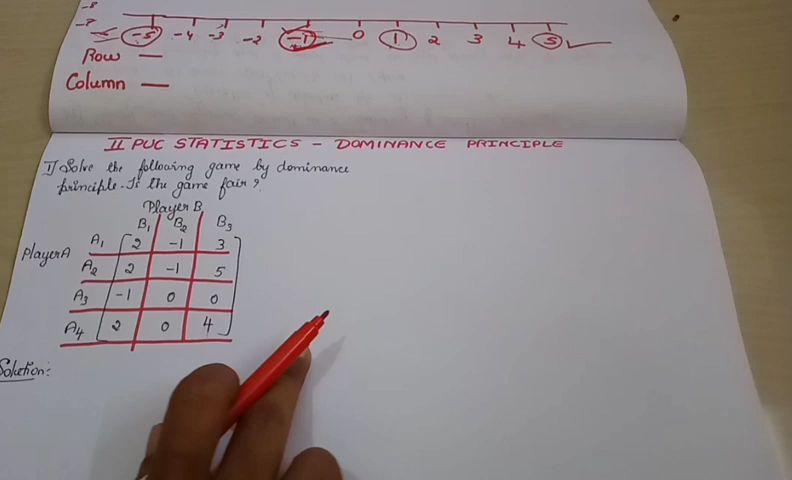 -5 -4 -3 -2 -1 0 1 2 3 4 5
Row —
Column —
II PUC STATISTICS - DOMINANCE PRINCIPLE
1) Solve the following game by dominance
principle. Is the game fair?
Player B
B1 B2 B3
Player A
A1 2 -1 3
A2 2 -1 5
A3 -1 0 0
A4 2 0 4
Solution: